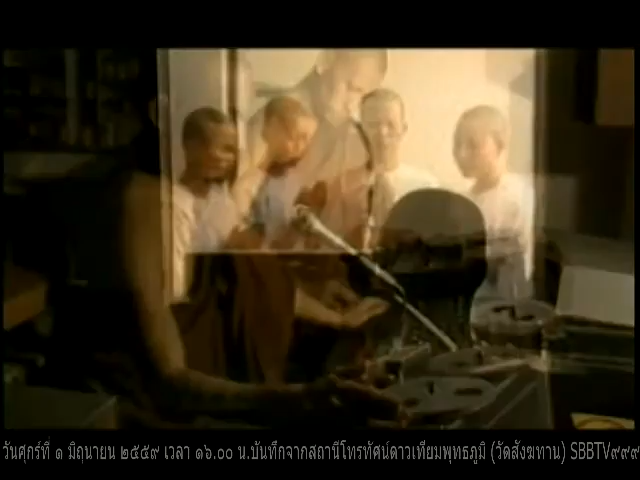 วันศุกร์ที่ ๑ มิถุนายน ๒๕๕๙ เวลา ๑๖.๐๐ น.บันทึกจากสถานีโทรทัศน์ดาวเทียมพุทธภูมิ (วัดสังฆทาน) SBBTV๙๙๙